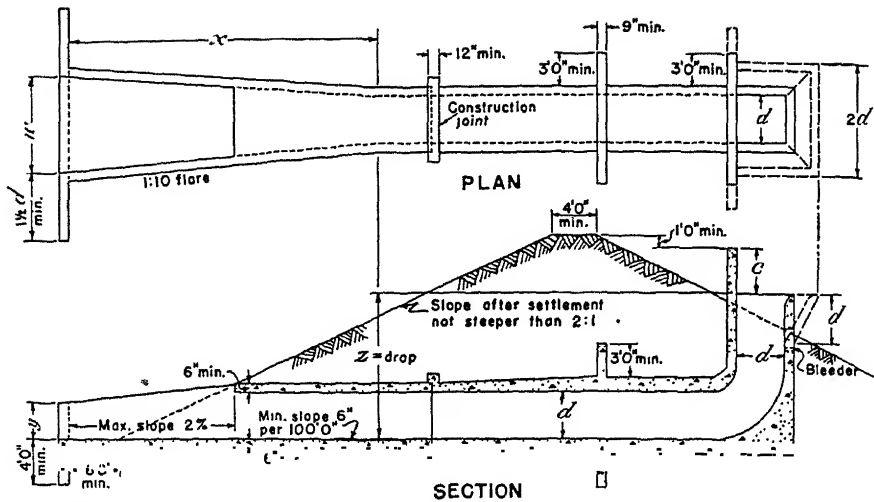 x
12" min.
9" min.
3'0"
min.
3'0"
min.
Construction
joint
w
d
2d
1½ d
min.
1:10 flare
PLAN
4'0"
min.
1'0" min.
c
Slope after settlement
not steeper than 2:1
d
6" min.
z = drop
3'0" min.
d
Bleeder
y
Max. slope 2%
Min. slope 6"
per 100'0"
d
4'0"
min.
min.
SECTION